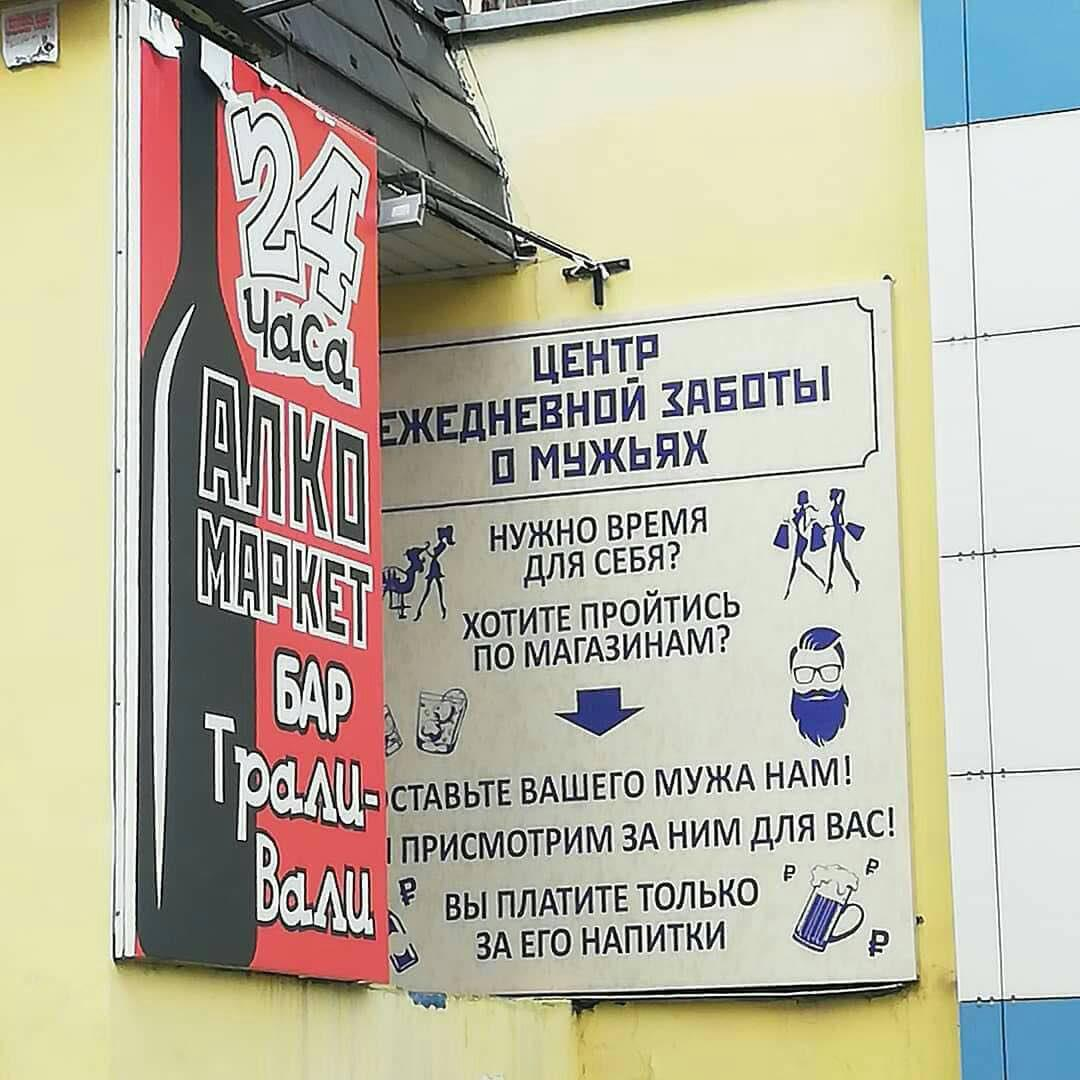 24
часа
АЛКО
МАРКЕТ
БАР
Трали-
Вали
ЦЕНТР
ЕЖЕДНЕВНОЙ ЗАБОТЫ
О МУЖЬЯХ
НУЖНО ВРЕМЯ
ДЛЯ СЕБЯ?
ХОТИТЕ ПРОЙТИСЬ
ПО МАГАЗИНАМ?
СТАВЬТЕ ВАШЕГО МУЖА НАМ!
ПРИСМОТРИМ ЗА НИМ ДЛЯ ВАС!
ВЫ ПЛАТИТЕ ТОЛЬКО
ЗА ЕГО НАПИТКИ